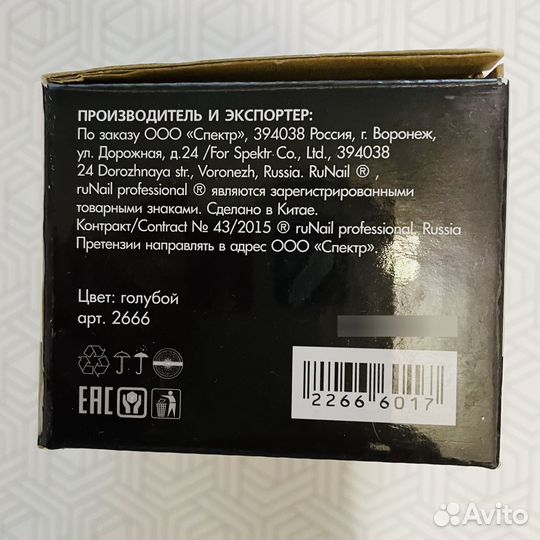 ПРОИЗВОДИТЕЛЬ И ЭКСПОРТЕР:
По заказу ООО «Спектр», 394038 Россия, г. Воронеж,
ул. Дорожная, д.24 /For Spektr Co., Ltd., 394038
24 Dorozhnaya str., Voronezh, Russia. RuNail ® ,
ruNail professional ® являются зарегистрированными
товарными знаками. Сделано в Китае.
Контракт/Contract № 43/2015 ® ruNail professional, Russia
Претензии направлять в адрес ООО «Спектр».
Цвет: голубой
арт. 2666
EAC
2266 6017
Avito